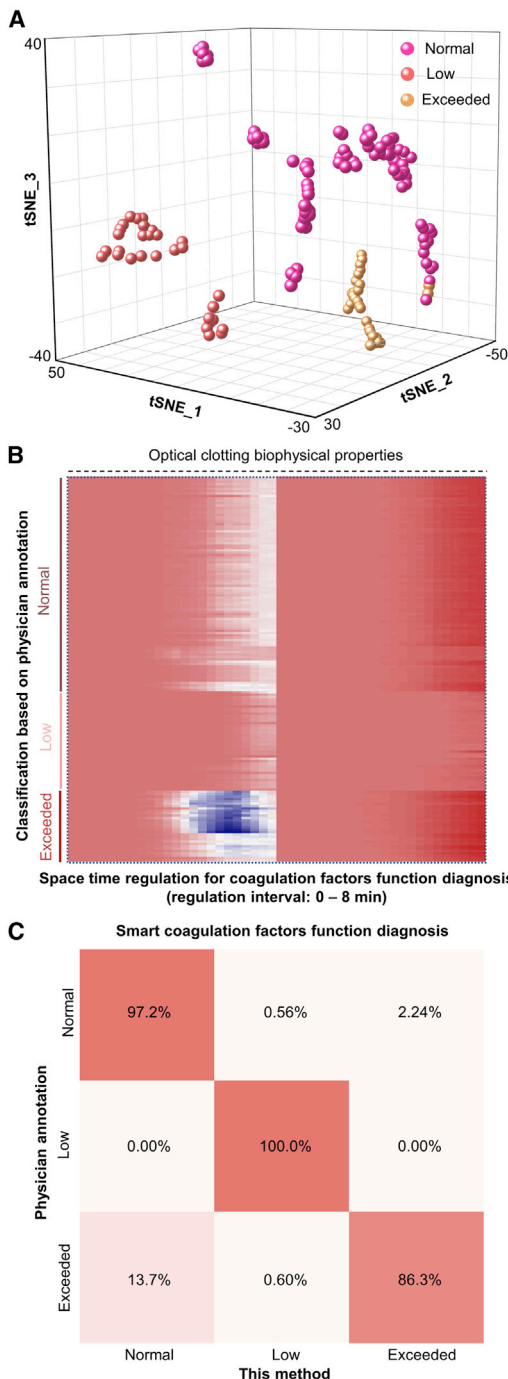 A
40
Normal
Low
Exceeded
tSNE_3
-40
50
tSNE_1
-30
30
tSNE_2
-50
B
Optical clotting biophysical properties
Classification based on physician annotation
Normal
Low
Exceeded
Space time regulation for coagulation factors function diagnosis
(regulation interval: 0 – 8 min)
C
Smart coagulation factors function diagnosis
Physician annotation
Normal
97.2%
0.56%
2.24%
Low
0.00%
100.0%
0.00%
Exceeded
13.7%
0.60%
86.3%
Normal
Low
Exceeded
This method